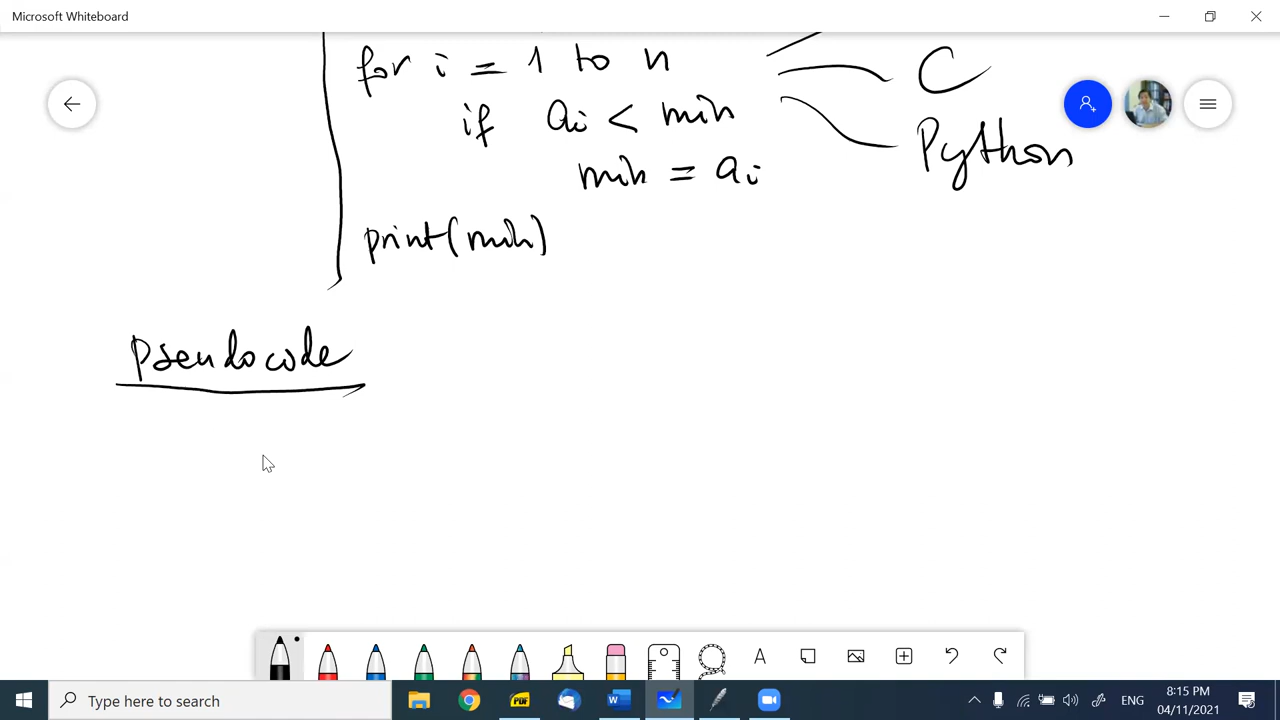 Microsoft Whiteboard
for i = 1 to n
if ai < min
min = ai
print(min)
C
Python
pseudocode
A
Type here to search
PDF
ENG
8:15 PM
04/11/2021